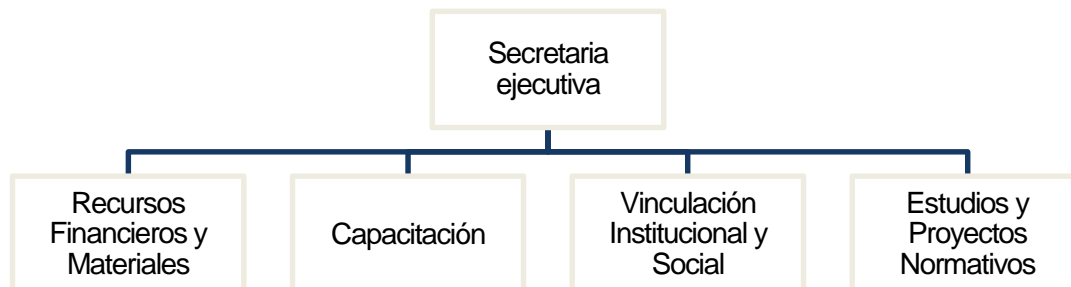 Secretaria
ejecutiva
Recursos
Financieros y
Materiales
Capacitación
Vinculación
Institucional y
Social
Estudios y
Proyectos
Normativos